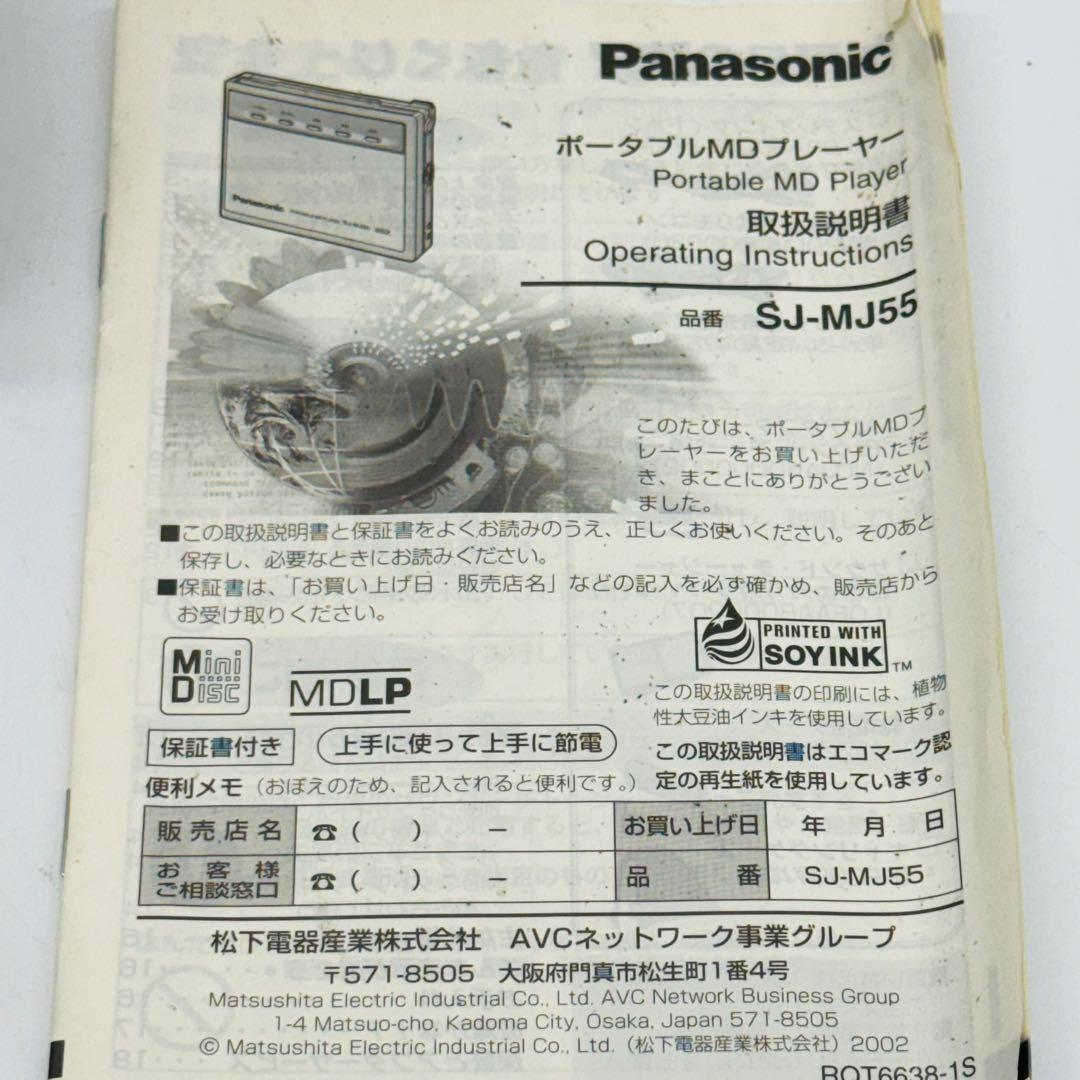 Panasonic
ポータブルMDプレーヤー
Portable MD Player
取扱説明書
Operating Instructions
品番 SJ-MJ55
Panasonic
このたびは、ポータブルMDプ
レーヤーをお買い上げいただ
き、まことにありがとうござい
ました。
■この取扱説明書と保証書をよくお読みのうえ、正しくお使いください。そのあと
保存し、必要なときにお読みください。
■保証書は、「お買い上げ日・販売店名」などの記入を必ず確かめ、販売店から
お受け取りください。
Mini
Disc
MDLP
PRINTED WITH
SOY INK TM
この取扱説明書の印刷には、植物
性大豆油インキを使用しています。
保証書付き
上手に使って上手に節電
この取扱説明書はエコマーク認
定の再生紙を使用しています。
便利メモ（おぼえのため、記入されると便利です。）
販売店名 ☎( ) － お買い上げ日 年 月 日
お客様
ご相談窓口 ☎( ) － 品番 SJ-MJ55
松下電器産業株式会社 AVCネットワーク事業グループ
〒571-8505 大阪府門真市松生町1番4号
Matsushita Electric Industrial Co., Ltd. AVC Network Business Group
1-4 Matsuo-cho, Kadoma City, Osaka, Japan 571-8505
© Matsushita Electric Industrial Co., Ltd.（松下電器産業株式会社）2002
RQT6638-1S